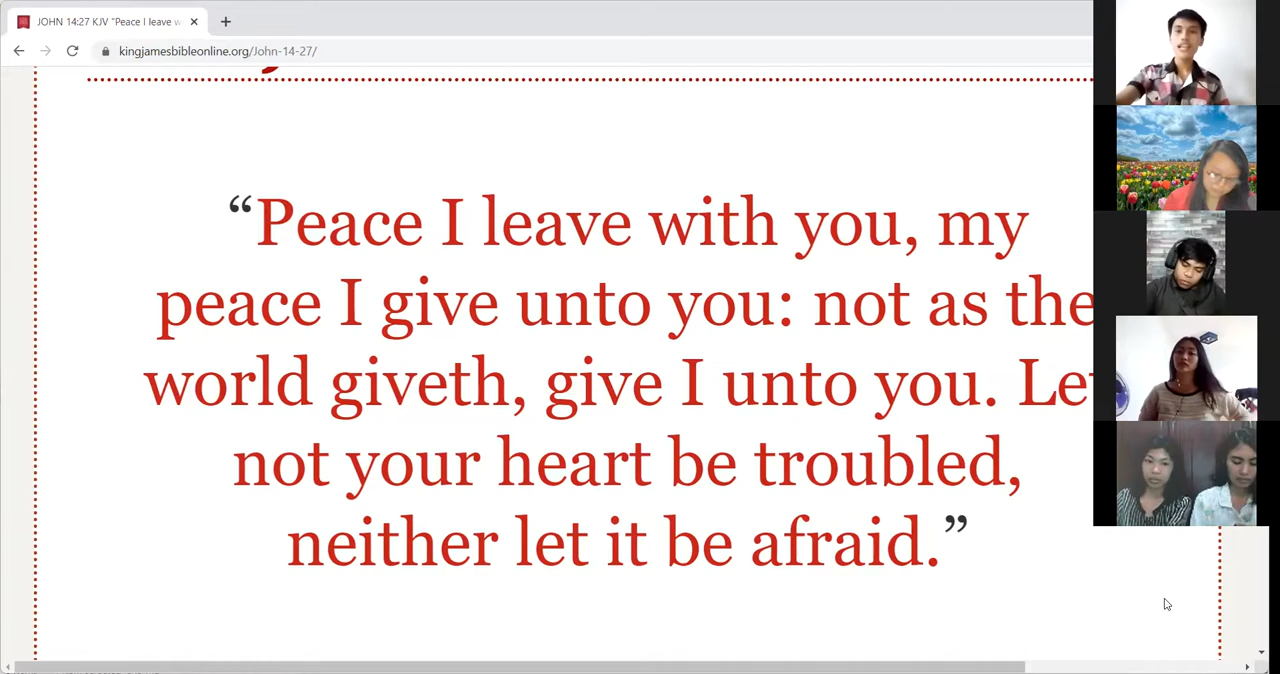 JOHN 14:27 KJV "Peace I leave w
kingjamesbibleonline.org/John-14-27/
“Peace I leave with you, my
peace I give unto you: not as the
world giveth, give I unto you. Let
not your heart be troubled,
neither let it be afraid.”